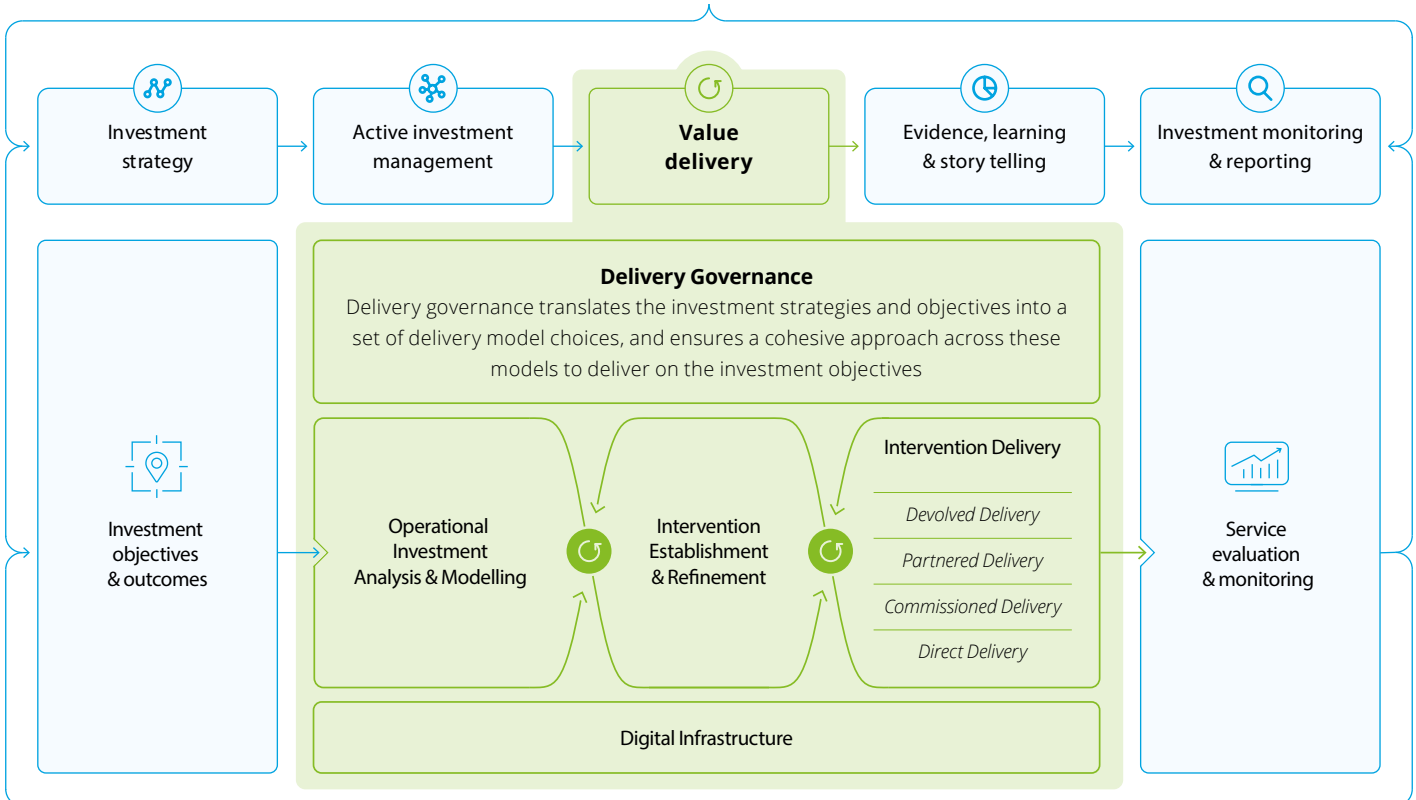 Investment
strategy
Active investment
management
Value
delivery
Evidence, learning
& story telling
Investment monitoring
& reporting
Delivery Governance
Delivery governance translates the investment strategies and objectives into a
set of delivery model choices, and ensures a cohesive approach across these
models to deliver on the investment objectives
Investment
objectives
& outcomes
Operational
Investment
Analysis & Modelling
Intervention
Establishment
& Refinement
Intervention Delivery
Devolved Delivery
Partnered Delivery
Commissioned Delivery
Direct Delivery
Service
evaluation
& monitoring
Digital Infrastructure